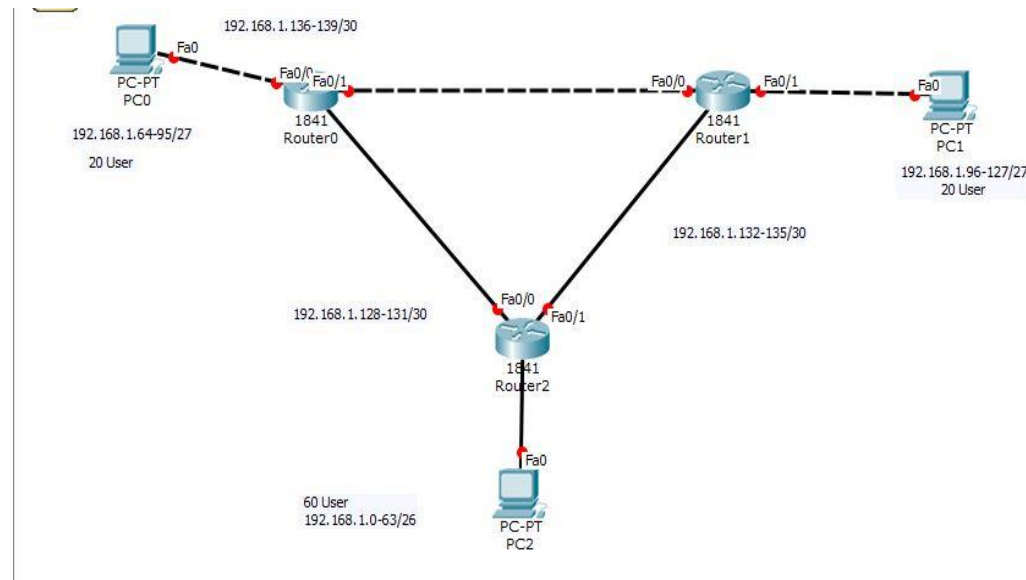 192.168.1.136-139/30
Fa0
Fa0/0
Fa0/1
Fa0/0
Fa0/1
Fa0
PC-PT
PC0
1841
Router0
1841
Router1
PC-PT
PC1
192.168.1.64-95/27
20 User
192.168.1.96-127/27
20 User
192.168.1.132-135/30
192.168.1.128-131/30
Fa0/0
Fa0/1
1841
Router2
Fa0
60 User
192.168.1.0-63/26
PC-PT
PC2